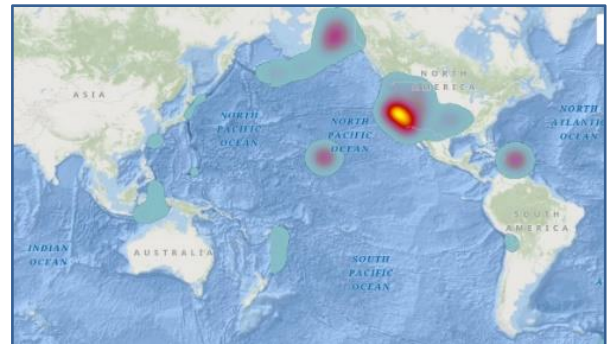 ASIA
NORTH
AMERICA
NORTH
PACIFIC
OCEAN
NORTH
PACIFIC
OCEAN
NORTH
ATLANTIC
OCEAN
SOUTH
AMERICA
INDIAN
OCEAN
AUSTRALIA
SOUTH
PACIFIC
OCEAN